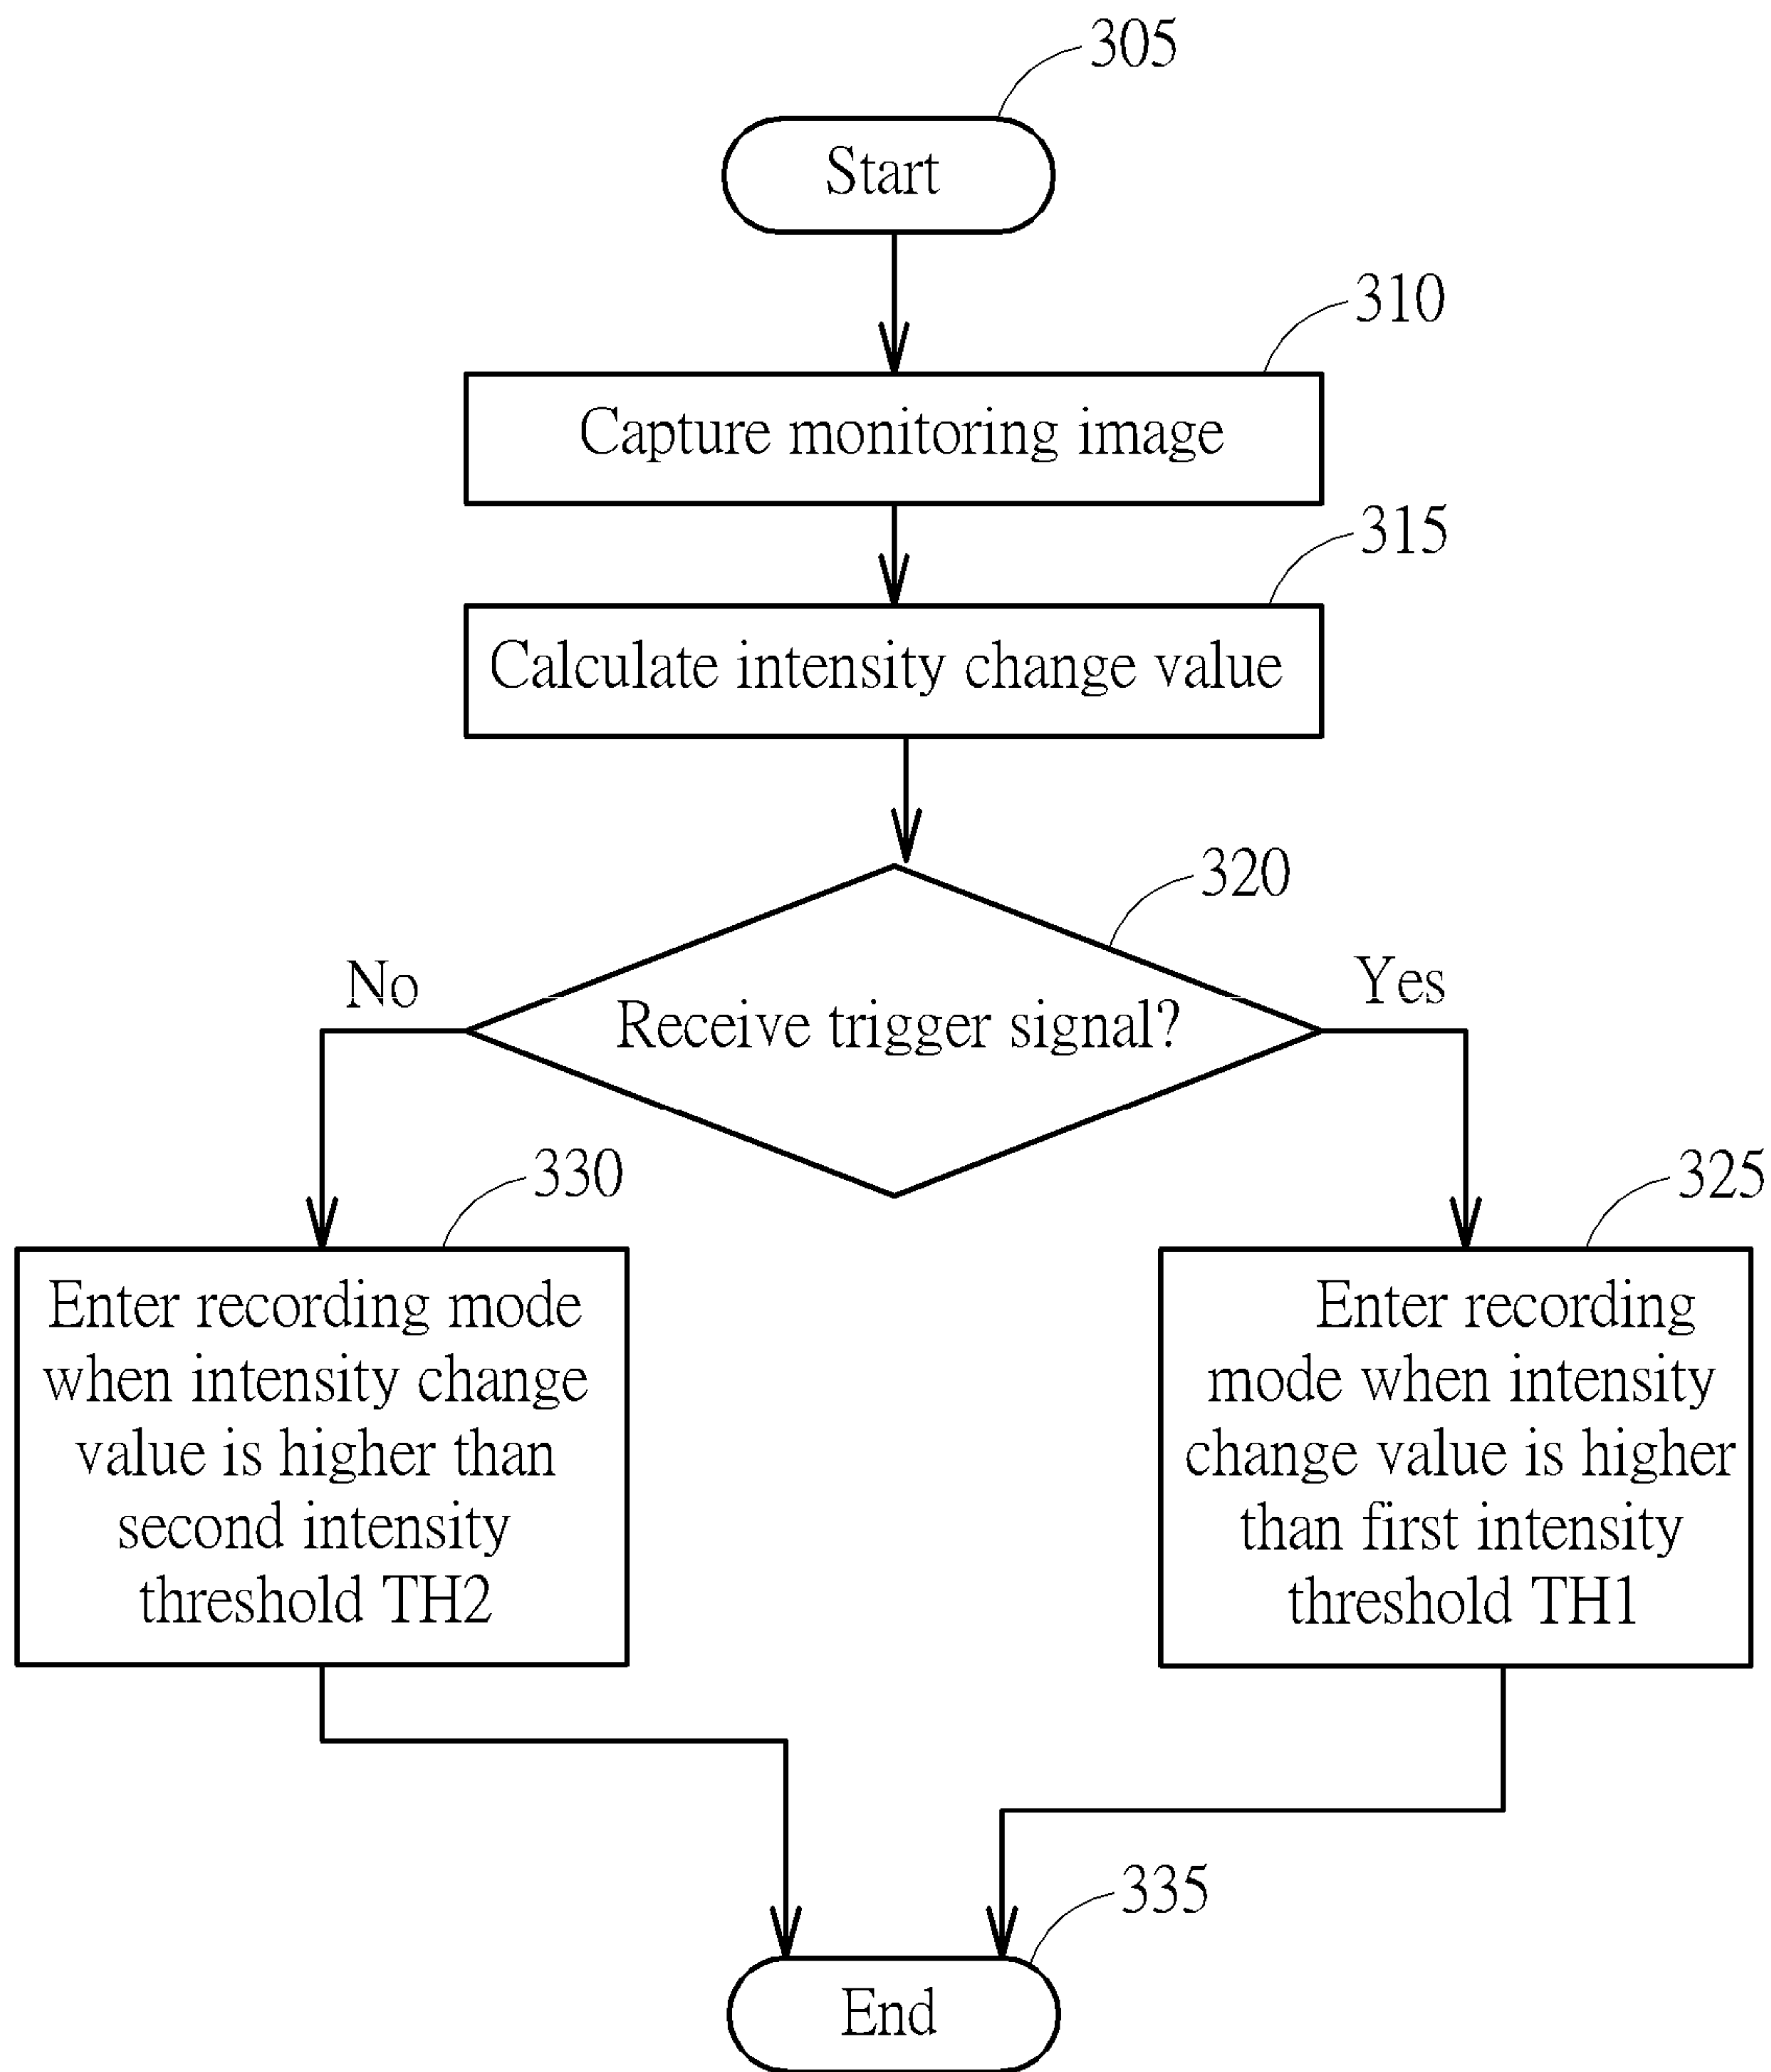 305
Start
310
Capture monitoring image
315
Calculate intensity change value
320
No
Yes
Receive trigger signal?
330
325
Enter recording mode
when intensity change
value is higher than
second intensity
threshold TH2
Enter recording
mode when intensity
change value is higher
than first intensity
threshold TH1
335
End